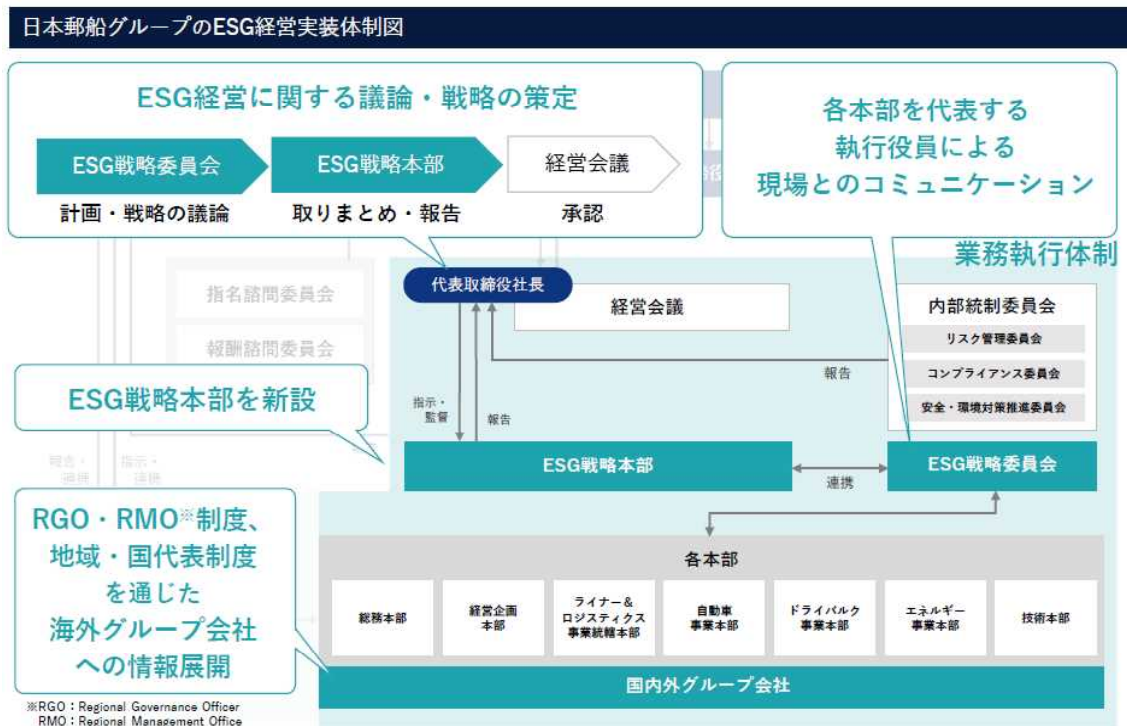 日本郵船グループのESG経営実装体制図
ESG経営に関する議論・戦略の策定
ESG戦略委員会
ESG戦略本部
経営会議
計画・戦略の議論
取りまとめ・報告
承認
各本部を代表する
執行役員による
現場とのコミュニケーション
業務執行体制
指名諮問委員会
報酬諮問委員会
代表取締役社長
経営会議
内部統制委員会
リスク管理委員会
コンプライアンス委員会
安全・環境対策推進委員会
報告
ESG戦略本部を新設
指示・
監督
報告
ESG戦略本部
連携
ESG戦略委員会
報告・
連携
指示・
連携
RGO・RMO※制度、
地域・国代表制度
を通じた
海外グループ会社
への情報展開
各本部
総務本部
経営企画
本部
ライナー&
ロジスティクス
事業統轄本部
自動車
事業本部
ドライバルク
事業本部
エネルギー
事業本部
技術本部
国内外グループ会社
※RGO:Regional Governance Officer
RMO:Regional Management Office